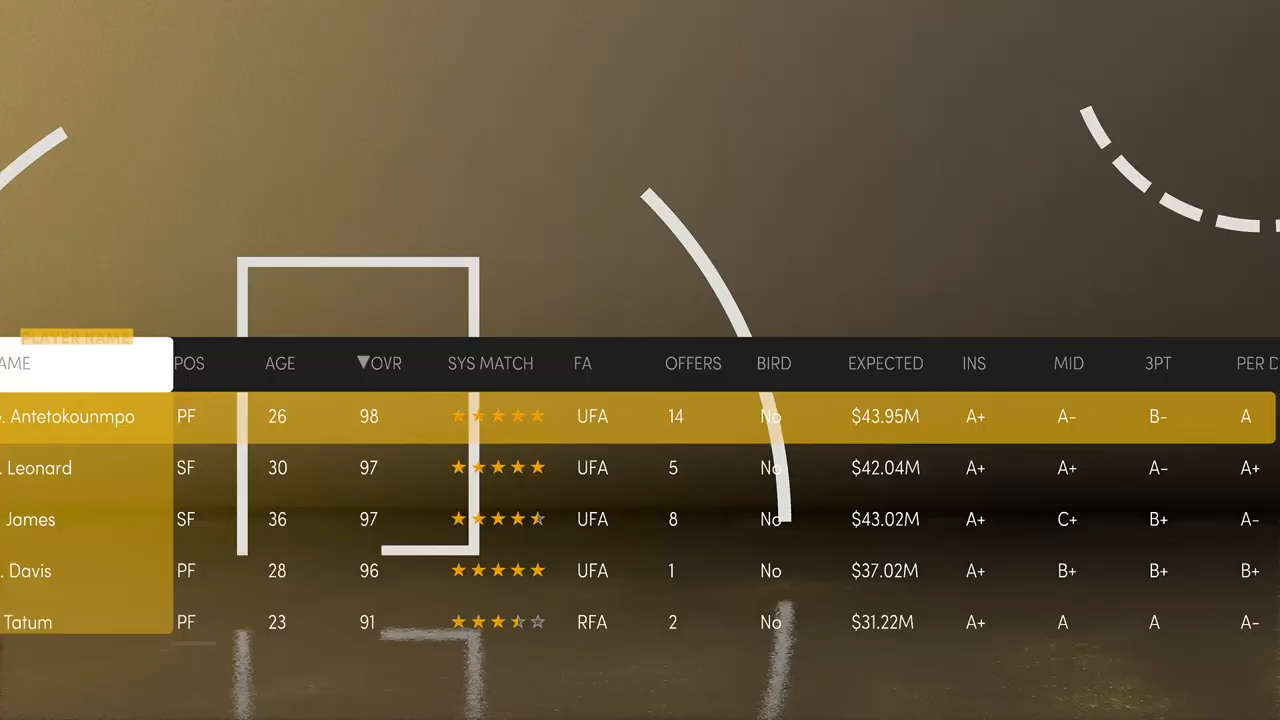 PLAYER NAME
AME POS AGE ▼OVR SYS MATCH FA OFFERS BIRD EXPECTED INS MID 3PT PER D
. Antetokounmpo PF 26 98 ★★★★★ UFA 14 No $43.95M A+ A- B- A
. Leonard SF 30 97 ★★★★★ UFA 5 No $42.04M A+ A+ A- A+
James SF 36 97 UFA 8 No $43.02M A+ C+ B+ A-
. Davis PF 28 96 ★★★★★ UFA 1 No $37.02M A+ B+ B+ B+
Tatum PF 23 91 RFA 2 No $31.22M A+ A A A-